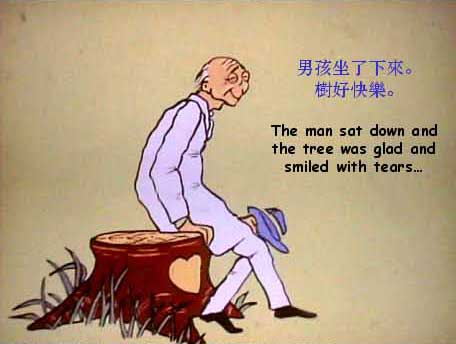 男孩坐了下來。
樹好快樂。
The man sat down and
the tree was glad and
smiled with tears...